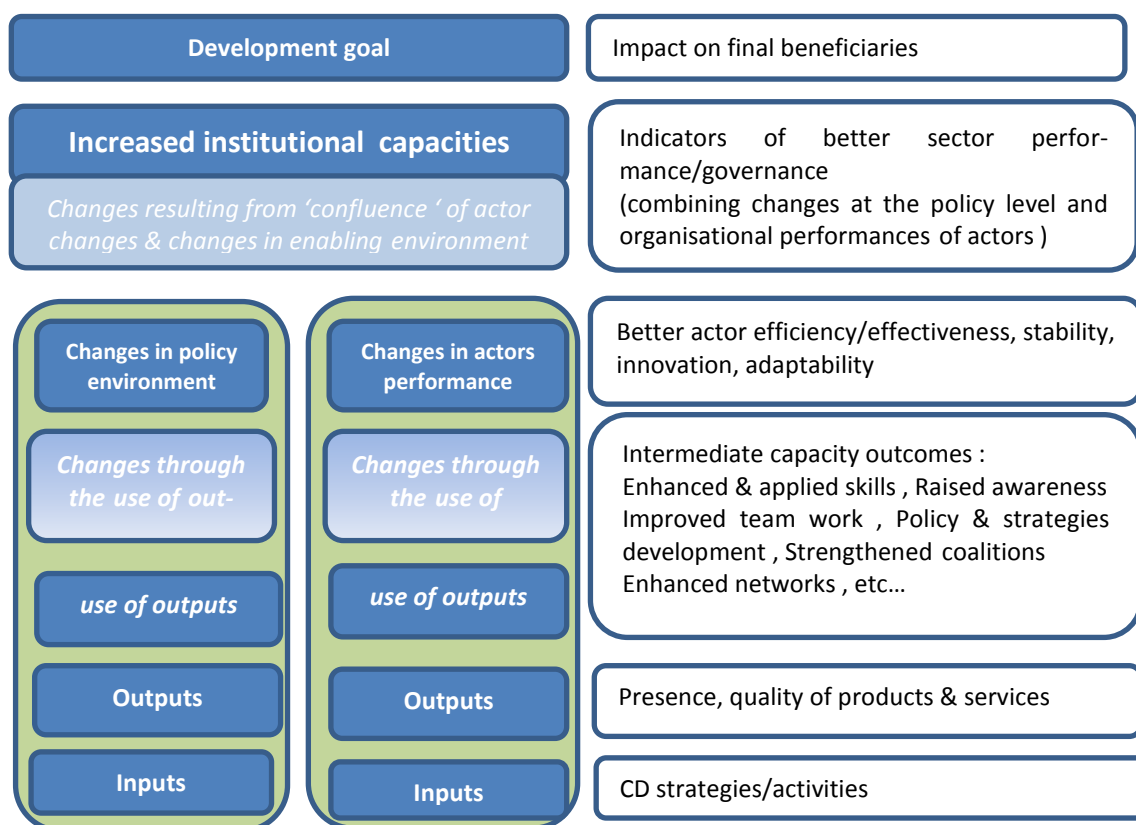 Development goal
Impact on final beneficiaries
Increased institutional capacities
Changes resulting from ‘confluence ‘ of actor
changes & changes in enabling environment
Indicators of better sector perfor-
mance/governance
(combining changes at the policy level and
organisational performances of actors )
Changes in policy
environment
Changes in actors
performance
Better actor efficiency/effectiveness, stability,
innovation, adaptability
Changes through
the use of out-
Changes through
the use of
Intermediate capacity outcomes :
Enhanced & applied skills , Raised awareness
Improved team work , Policy & strategies
development , Strengthened coalitions
Enhanced networks , etc…
use of outputs
use of outputs
Outputs
Outputs
Presence, quality of products & services
Inputs
Inputs
CD strategies/activities